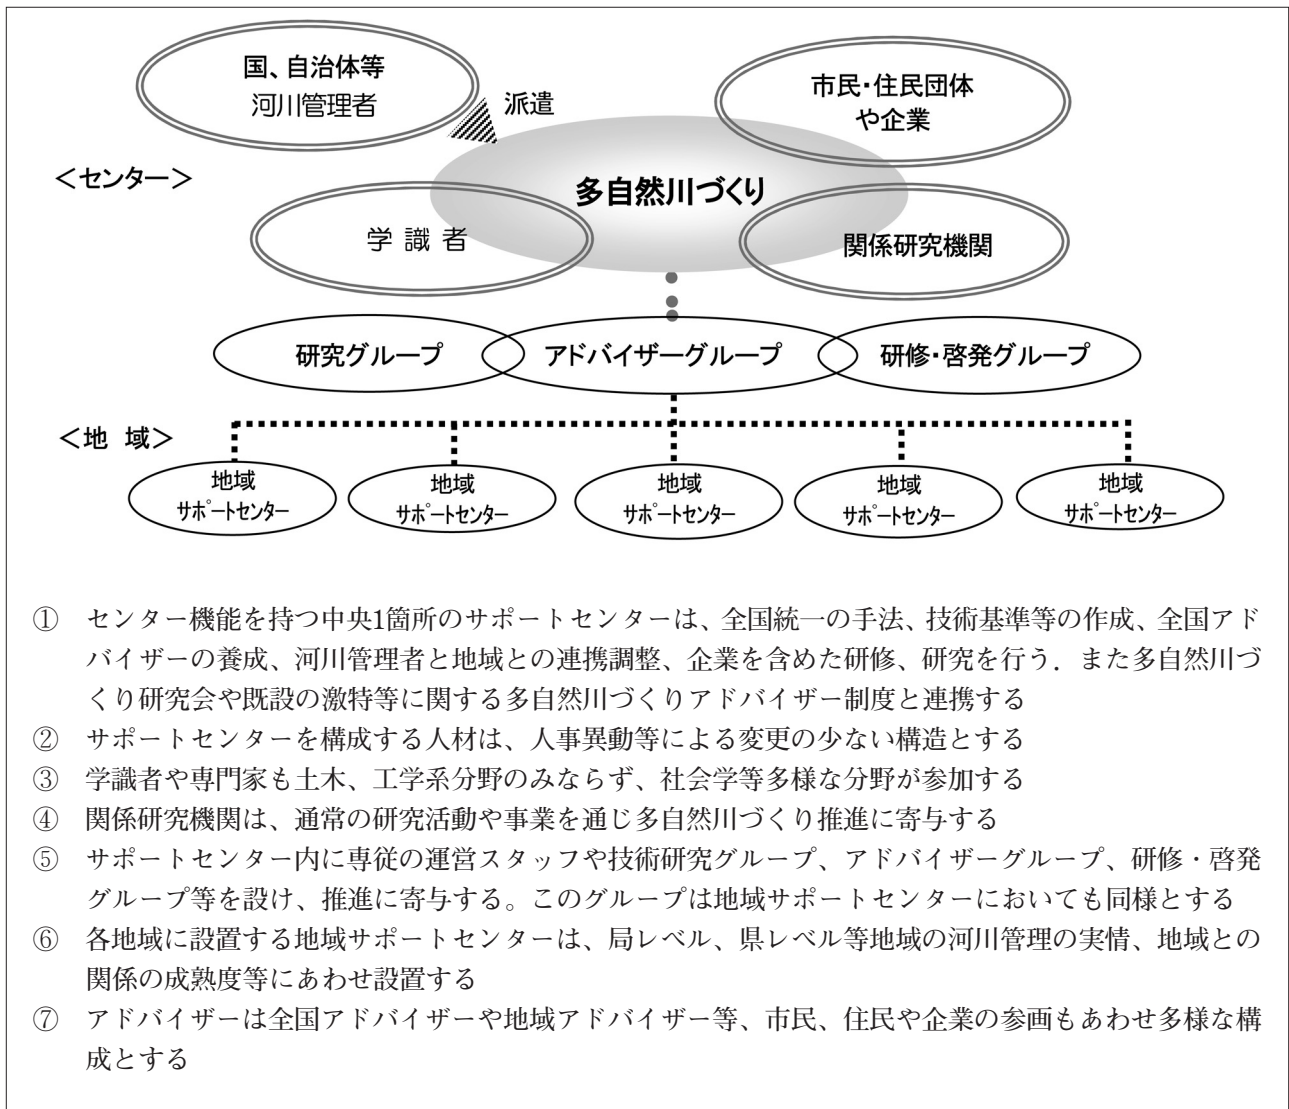 国、自治体等
河川管理者
派遣
市民・住民団体
や企業
＜センター＞
多自然川づくり
学 識 者
関係研究機関
研究グループ
アドバイザーグループ
研修・啓発グループ
＜地 域＞
地域
サポートセンター
地域
サポートセンター
地域
サポートセンター
地域
サポートセンター
地域
サポートセンター
① センター機能を持つ中央1箇所のサポートセンターは、全国統一の手法、技術基準等の作成、全国アド
バイザーの養成、河川管理者と地域との連携調整、企業を含めた研修、研究を行う．また多自然川づ
くり研究会や既設の激特等に関する多自然川づくりアドバイザー制度と連携する
② サポートセンターを構成する人材は、人事異動等による変更の少ない構造とする
③ 学識者や専門家も土木、工学系分野のみならず、社会学等多様な分野が参加する
④ 関係研究機関は、通常の研究活動や事業を通じ多自然川づくり推進に寄与する
⑤ サポートセンター内に専従の運営スタッフや技術研究グループ、アドバイザーグループ、研修・啓発
グループ等を設け、推進に寄与する。このグループは地域サポートセンターにおいても同様とする
⑥ 各地域に設置する地域サポートセンターは、局レベル、県レベル等地域の河川管理の実情、地域との
関係の成熟度等にあわせ設置する
⑦ アドバイザーは全国アドバイザーや地域アドバイザー等、市民、住民や企業の参画もあわせ多様な構
成とする